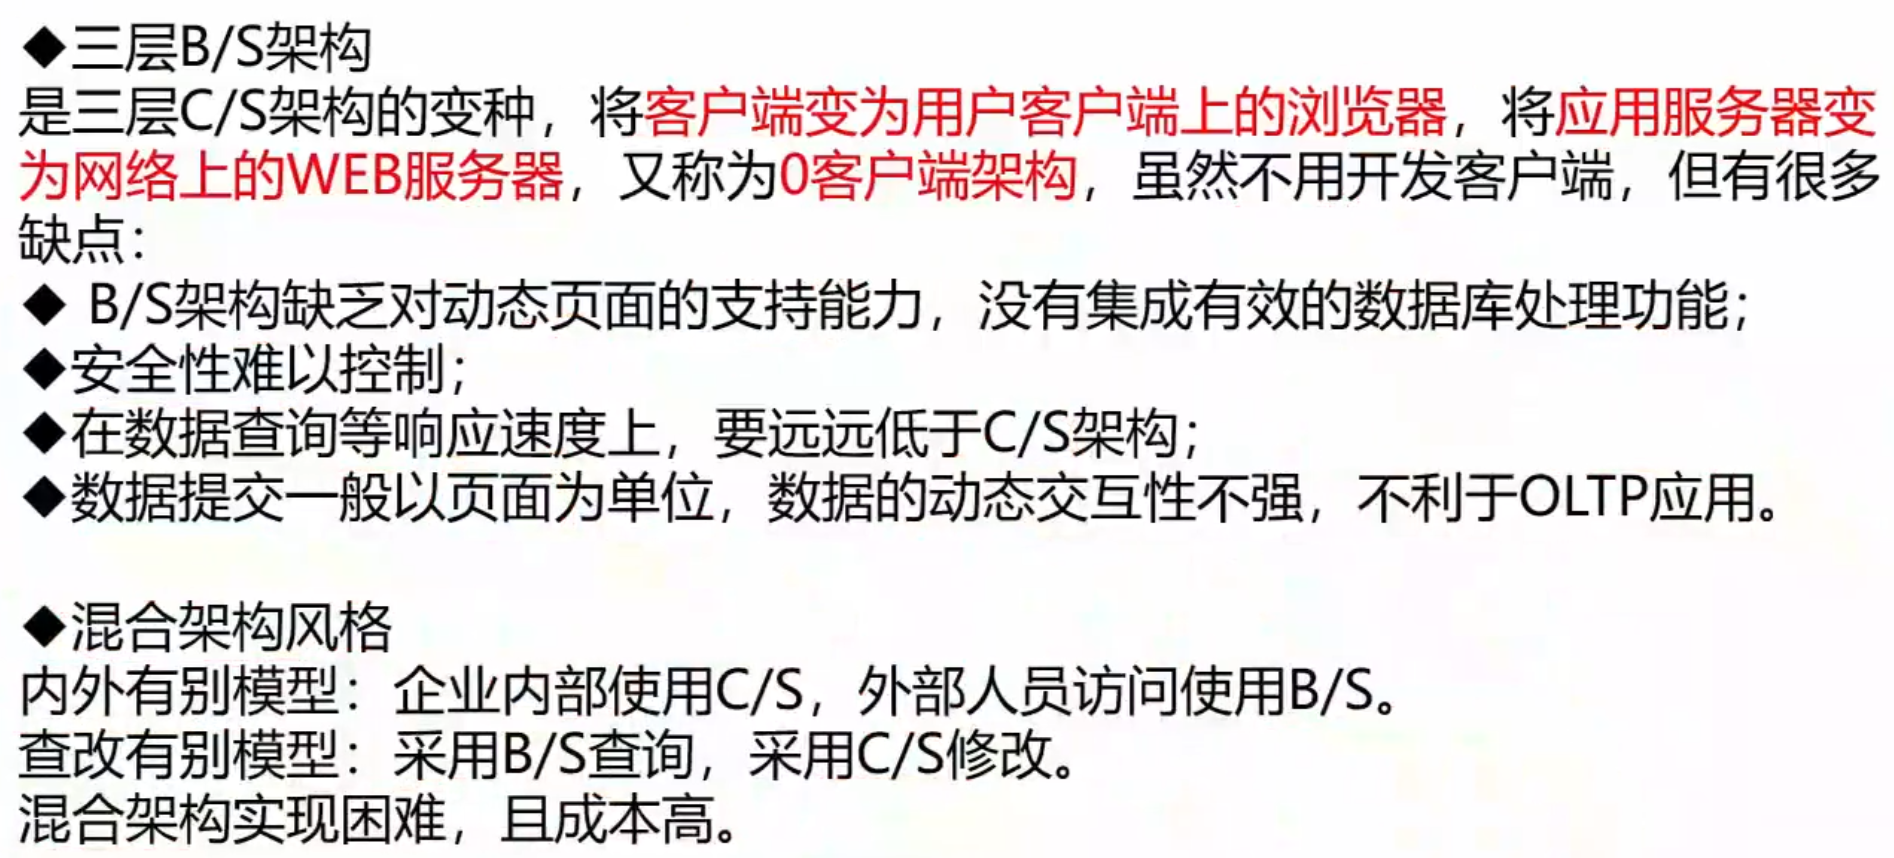 ◆三层B/S架构
是三层C/S架构的变种，将客户端变为用户客户端上的浏览器，将应用服务器变
为网络上的WEB服务器，又称为0客户端架构，虽然不用开发客户端，但有很多
缺点：
◆ B/S架构缺乏对动态页面的支持能力，没有集成有效的数据库处理功能；
◆安全性难以控制；
◆在数据查询等响应速度上，要远远低于C/S架构；
◆数据提交一般以页面为单位，数据的动态交互性不强，不利于OLTP应用。
◆混合架构风格
内外有别模型：企业内部使用C/S，外部人员访问使用B/S。
查改有别模型：采用B/S查询，采用C/S修改。
混合架构实现困难，且成本高。